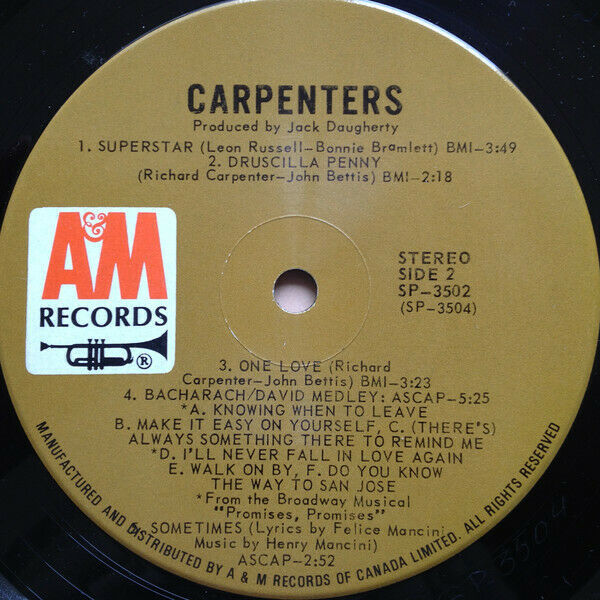 CARPENTERS
Produced by Jack Daugherty
1. SUPERSTAR (Leon Russell-Bonnie Bramlett) BMI-3:49
2. DRUSCILLA PENNY
(Richard Carpenter-John Bettis) BMI-2:18
A&M
RECORDS
®
STEREO
SIDE 2
SP-3502
(SP-3504)
3. ONE LOVE (Richard
Carpenter-John Bettis) BMI-3:23
4. BACHARACH/DAVID MEDLEY: ASCAP-5:25
*A. KNOWING WHEN TO LEAVE
B. MAKE IT EASY ON YOURSELF, C. (THERE'S)
ALWAYS SOMETHING THERE TO REMIND ME
*D. I'LL NEVER FALL IN LOVE AGAIN
E. WALK ON BY, F. DO YOU KNOW
THE WAY TO SAN JOSE
*From the Broadway Musical
"Promises, Promises"
SOMETIMES (Lyrics by Felice Mancini,
Music by Henry Mancini)
ASCAP-2:52
MANUFACTURED AND DISTRIBUTED BY A & M RECORDS OF CANADA LIMITED. ALL RIGHTS RESERVED